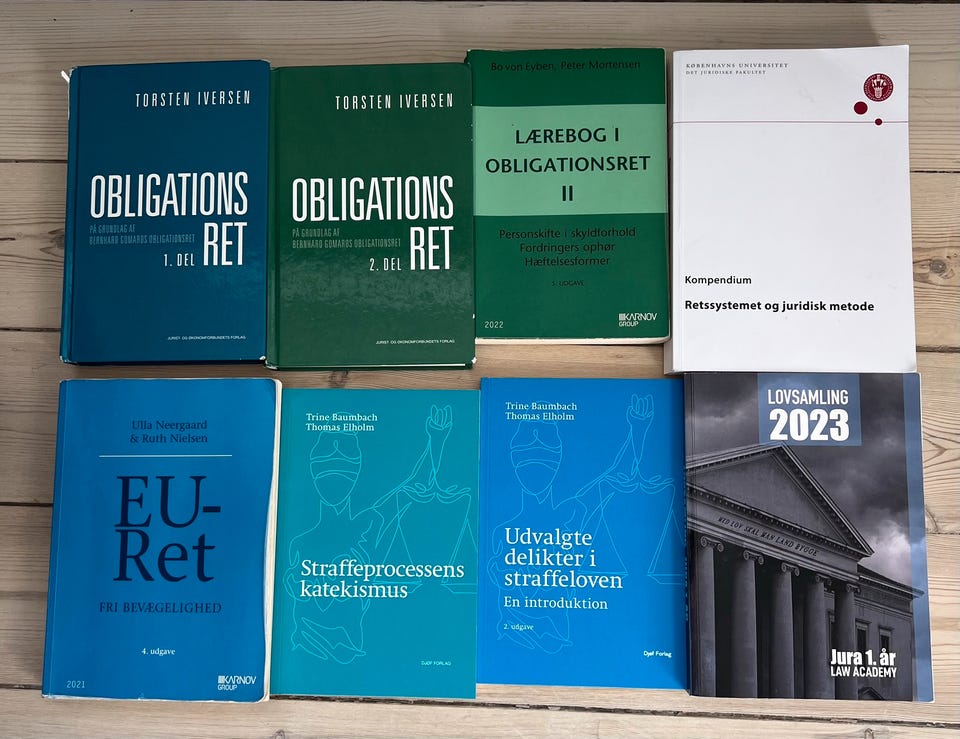 TORSTEN IVERSEN
OBLIGATIONS
PÅ GRUNDLAG AF
BERNHARD GOMARDS OBLIGATIONSRET
RET
1. DEL
JURIST- OG ØKONOMFORBUNDETS FORLAG
TORSTEN IVERSEN
OBLIGATIONS
PÅ GRUNDLAG AF
BERNHARD GOMARDS OBLIGATIONSRET
RET
2. DEL
JURIST- OG ØKONOMFORBUNDETS FORLAG
Bo von Eyben, Peter Mortensen
LÆREBOG I
OBLIGATIONSRET
II
Personskifte i skyldforhold
Fordringers ophør
Hæftelsesformer
5. UDGAVE
2022
KARNOV
GROUP
KØBENHAVNS UNIVERSITET
DET JURIDISKE FAKULTET
Kompendium
Retssystemet og juridisk metode
Ulla Neergaard
& Ruth Nielsen
EU-
Ret
FRI BEVÆGELIGHED
4. udgave
2021
KARNOV
GROUP
Trine Baumbach
Thomas Elholm
Straffeprocessens
katekismus
DJØF FORLAG
Trine Baumbach
Thomas Elholm
Udvalgte
delikter i
straffeloven
En introduktion
2. udgave
Djøf Forlag
LOVSAMLING
2023
MED LOV SKAL MAN LAND BYGGE
Jura 1. år
LAW ACADEMY